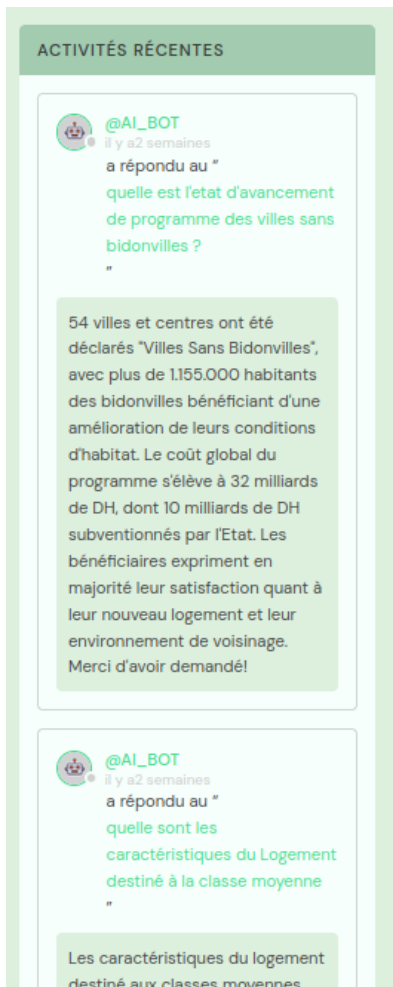 ACTIVITÉS RÉCENTES
@AI_BOT
il y a2 semaines
a répondu au "
quelle est l'etat d'avancement
de programme des villes sans
bidonvilles ?
"
54 villes et centres ont été
déclarés "Villes Sans Bidonvilles",
avec plus de 1.155.000 habitants
des bidonvilles bénéficiant d'une
amélioration de leurs conditions
d'habitat. Le coût global du
programme s'élève à 32 milliards
de DH, dont 10 milliards de DH
subventionnés par l'Etat. Les
bénéficiaires expriment en
majorité leur satisfaction quant à
leur nouveau logement et leur
environnement de voisinage.
Merci d'avoir demandé!
@AI_BOT
il y a2 semaines
a répondu au "
quelle sont les
caractéristiques du Logement
destiné à la classe moyenne
"
Les caractéristiques du logement
destiné aux classes moyennes